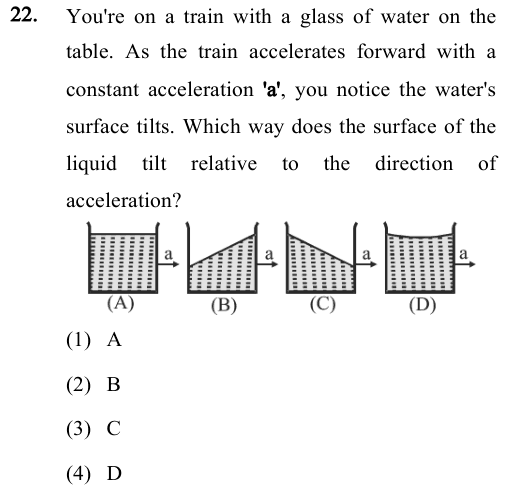 22. You're on a train with a glass of water on the
table. As the train accelerates forward with a
constant acceleration 'a', you notice the water's
surface tilts. Which way does the surface of the
liquid tilt relative to the direction of
acceleration?
a a a a
(A) (B) (C) (D)
(1) A
(2) B
(3) C
(4) D